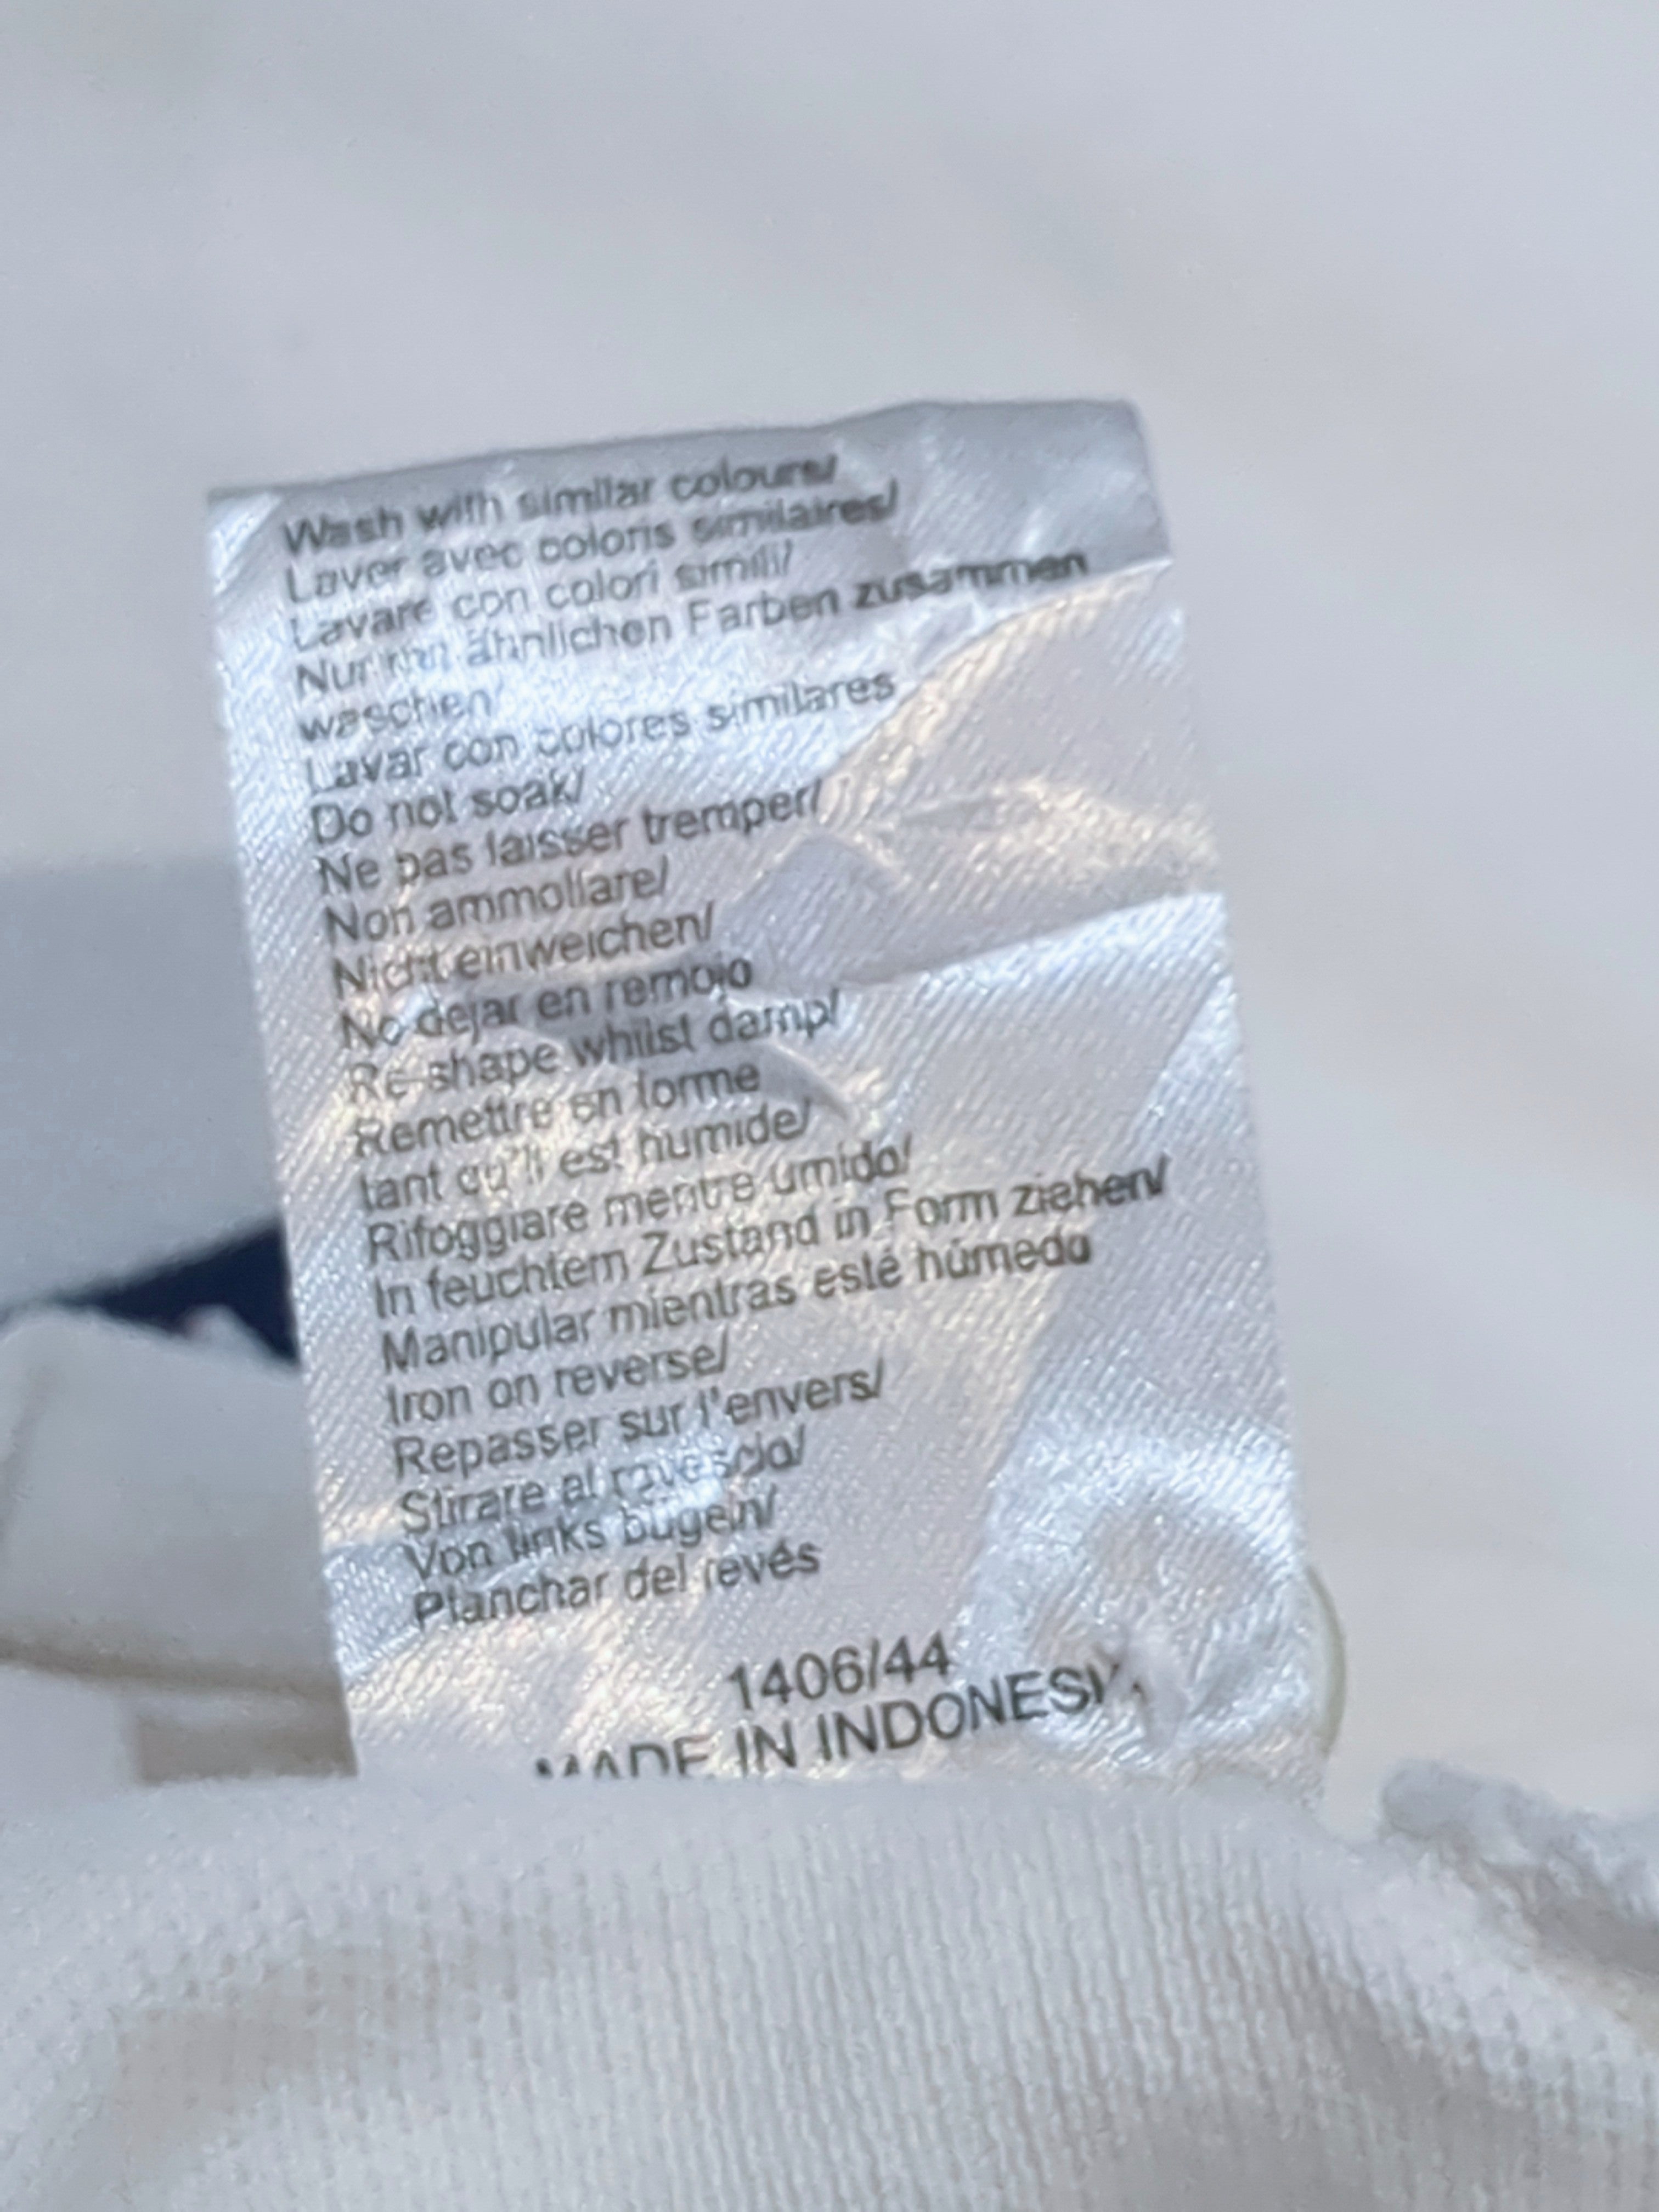 Wash with similar colours/
Laver avec coloris similaires/
Lavare con colori simili/
Nur mit ähnlichen Farben zusammen
waschen/
Lavar con colores similares
Do not soak/
Ne pas laisser tremper/
Non ammollare/
Nicht einweichen/
No dejar en remojo
Re-shape whilst damp/
Remettre en forme
tant qu'il est humide/
Rifoggiare mentre umido/
In feuchtem Zustand in Form ziehen/
Manipular mientras esté húmedo
Iron on reverse/
Repasser sur l'envers/
Stirare al rovescio/
Von links bügeln/
Planchar del revés
1406/44
MADE IN INDONESIA